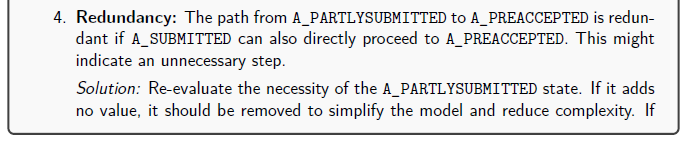 4. Redundancy: The path from A_PARTLYSUBMITTED to A_PREACCEPTED is redun-
dant if A_SUBMITTED can also directly proceed to A_PREACCEPTED. This might
indicate an unnecessary step.
Solution: Re-evaluate the necessity of the A_PARTLYSUBMITTED state. If it adds
no value, it should be removed to simplify the model and reduce complexity. If